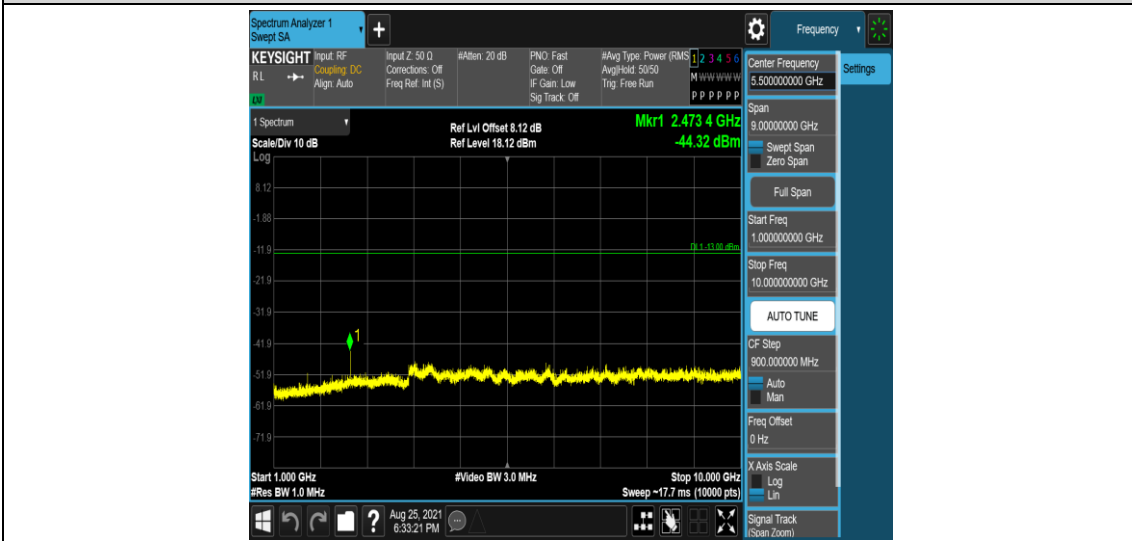 Spectrum Analyzer 1
Swept SA
+
Frequency
KEYSIGHT
RL
LXI
Input: RF
Coupling: DC
Align: Auto
Input Z: 50 Ω
Corrections: Off
Freq Ref: Int (S)
#Atten: 20 dB
PNO: Fast
Gate: Off
IF Gain: Low
Sig Track: Off
#Avg Type: Power (RMS
Avg|Hold: 50/50
Trig: Free Run
1 2 3 4 5 6
M W W W W W
P P P P P P
1 Spectrum
Scale/Div 10 dB
Log
Ref Lvl Offset 8.12 dB
Ref Level 18.12 dBm
Mkr1 2.473 4 GHz
-44.32 dBm
8.12
-1.88
-11.9
DL1 -13.00 dBm
-21.9
-31.9
1
-41.9
-51.9
-61.9
-71.9
Start 1.000 GHz
#Res BW 1.0 MHz
#Video BW 3.0 MHz
Stop 10.000 GHz
Sweep ~17.7 ms (10000 pts)
?
Aug 25, 2021
6:33:21 PM
Center Frequency
5.500000000 GHz
Settings
Span
9.00000000 GHz
Swept Span
Zero Span
Full Span
Start Freq
1.000000000 GHz
Stop Freq
10.000000000 GHz
AUTO TUNE
CF Step
900.000000 MHz
Auto
Man
Freq Offset
0 Hz
X Axis Scale
Log
Lin
Signal Track
(Span Zoom)